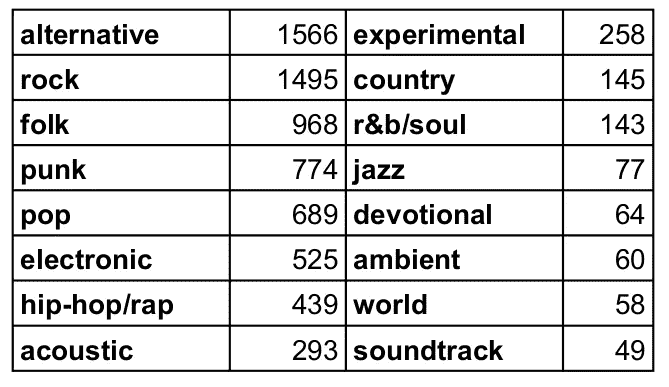 alternative 1566 experimental 258
rock 1495 country 145
folk 968 r&b/soul 143
punk 774 jazz 77
pop 689 devotional 64
electronic 525 ambient 60
hip-hop/rap 439 world 58
acoustic 293 soundtrack 49